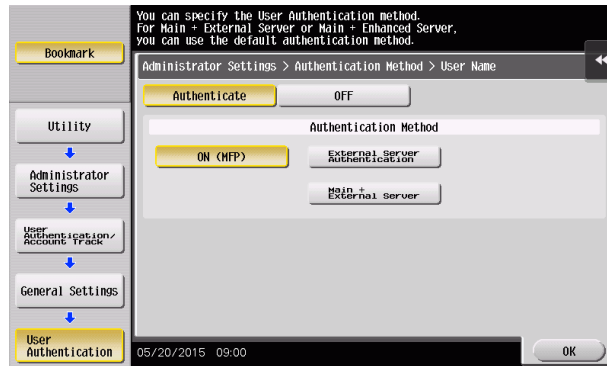 You can specify the User Authentication method.
For Main + External Server or Main + Enhanced Server,
you can use the default authentication method.
Bookmark
Administrator Settings > Authentication Method > User Name
Authenticate
OFF
Utility
Authentication Method
ON (MFP)
External Server
Authentication
Administrator
Settings
Main +
External Server
User
Authentication/
Account Track
General Settings
User
Authentication
05/20/2015 09:00
OK